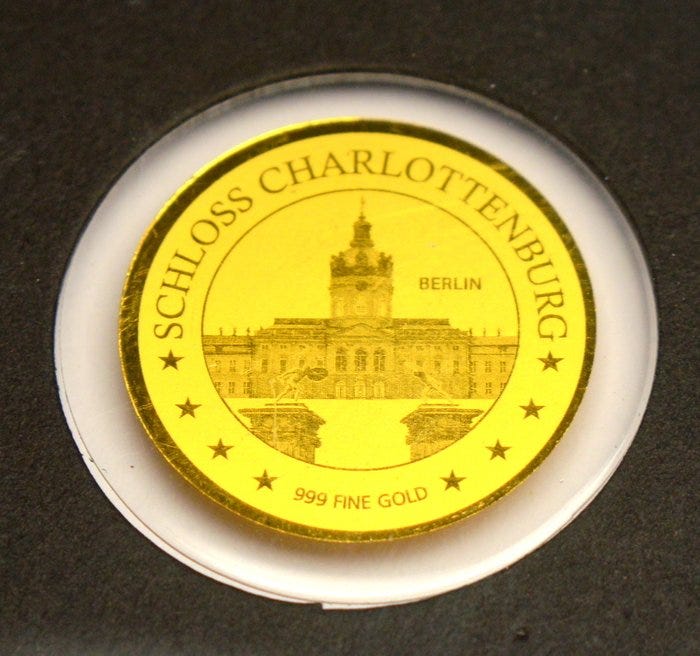 SCHLOSS CHARLOTTENBURG
BERLIN
999 FINE GOLD